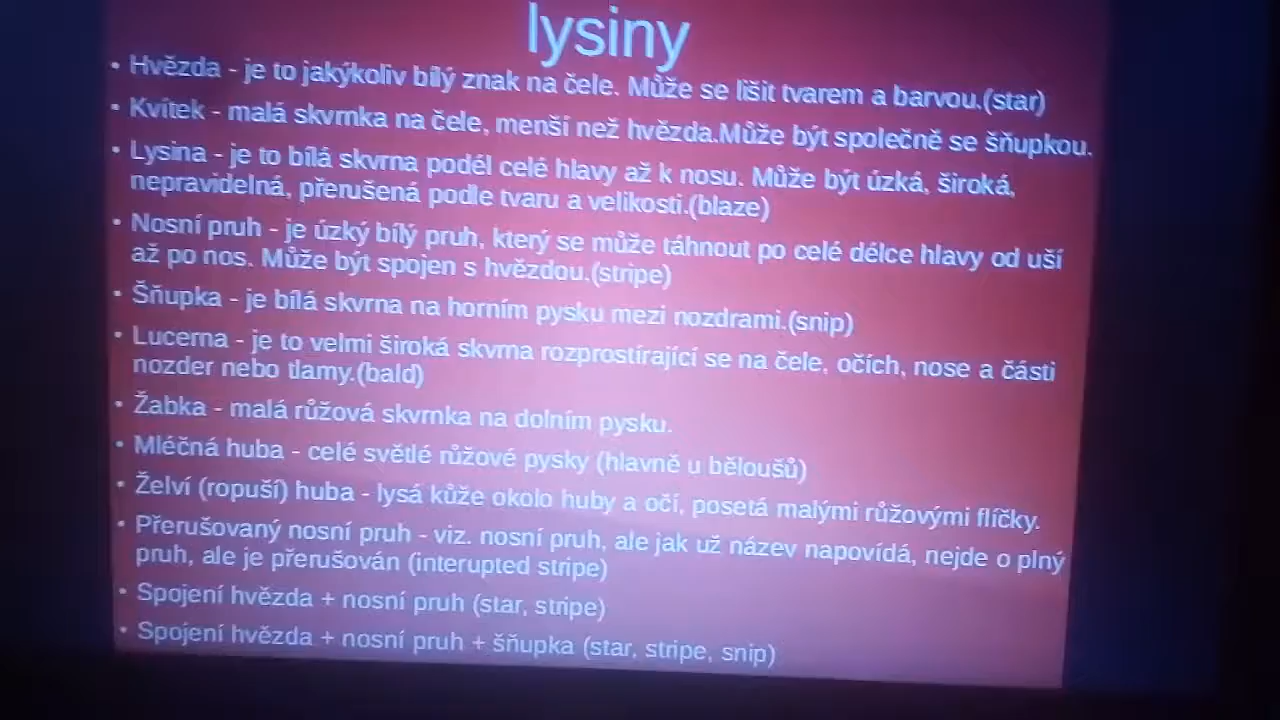 lysiny
• Hvězda - je to jakýkoliv bílý znak na čele. Může se lišit tvarem a barvou.(star)
• Kvítek - malá skvrnka na čele, menší než hvězda.Může být společně se šňupkou.
• Lysina - je to bílá skvrna podél celé hlavy až k nosu. Může být úzká, široká,
nepravidelná, přerušená podle tvaru a velikosti.(blaze)
• Nosní pruh - je úzký bílý pruh, který se může táhnout po celé délce hlavy od uší
až po nos. Může být spojen s hvězdou.(stripe)
• Šňupka - je bílá skvrna na horním pysku mezi nozdrami.(snip)
• Lucerna - je to velmi široká skvrna rozprostírající se na čele, očích, nose a části
nozder nebo tlamy.(bald)
• Žabka - malá růžová skvrnka na dolním pysku.
• Mléčná huba - celé světlé růžové pysky (hlavně u běloušů)
• Želví (ropuší) huba - lysá kůže okolo huby a očí, posetá malými růžovými flíčky.
• Přerušovaný nosní pruh - viz. nosní pruh, ale jak už název napovídá, nejde o plný
pruh, ale je přerušován (interupted stripe)
• Spojení hvězda + nosní pruh (star, stripe)
• Spojení hvězda + nosní pruh + šňupka (star, stripe, snip)